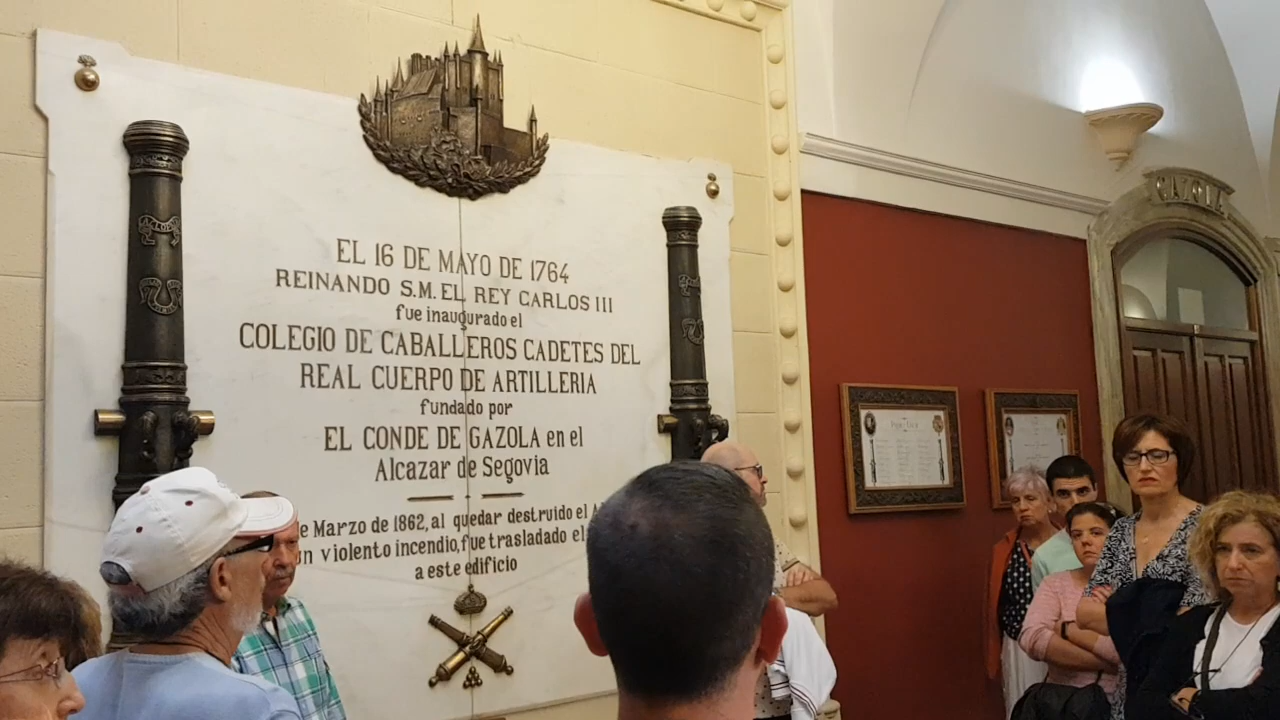 EL 16 DE MAYO DE 1764
REINANDO S.M. EL REY CARLOS III
fue inaugurado el
COLEGIO DE CABALLEROS CADETES DEL
REAL CUERPO DE ARTILLERIA
fundado por
EL CONDE DE GAZOLA en el
Alcazar de Segovia
de Marzo de 1862, al quedar destruido el
violento incendio, fue trasladado el
a este edificio
GAZOLA